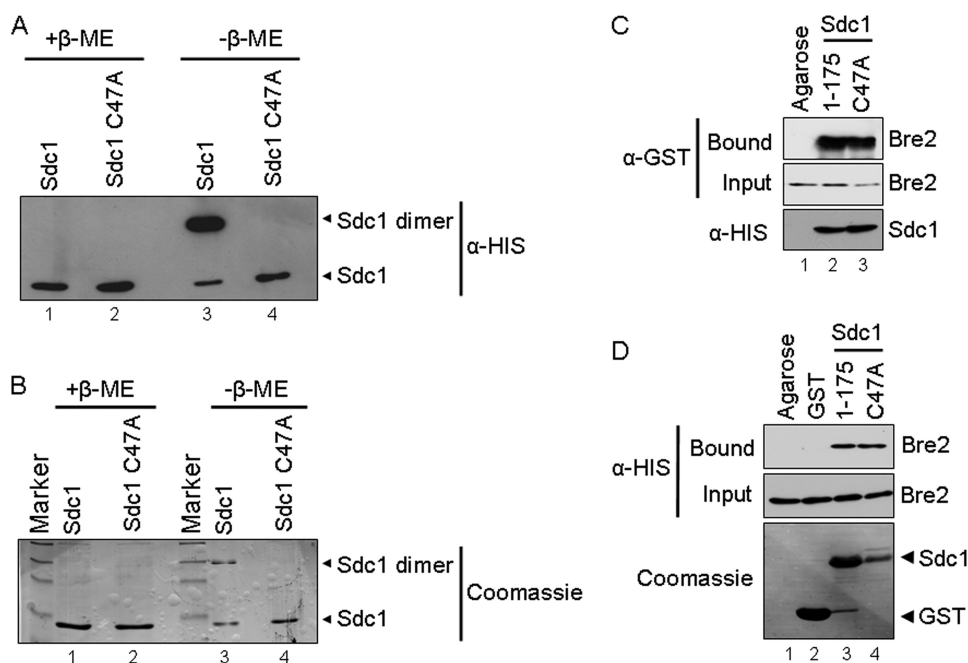 A
+β-ME
-β-ME
Sdc1
Sdc1 C47A
Sdc1
Sdc1 C47A
Sdc1 dimer
Sdc1
α-HIS
1 2 3 4
B
+β-ME
-β-ME
Marker
Sdc1
Sdc1 C47A
Marker
Sdc1
Sdc1 C47A
Sdc1 dimer
Sdc1
Coomassie
1 2 3 4
C
Sdc1
Agarose
1-175
C47A
α-GST
Bound
Bre2
Input
Bre2
α-HIS
Sdc1
1 2 3
D
Sdc1
Agarose
GST
1-175
C47A
α-HIS
Bound
Bre2
Input
Bre2
Coomassie
Sdc1
GST
1 2 3 4